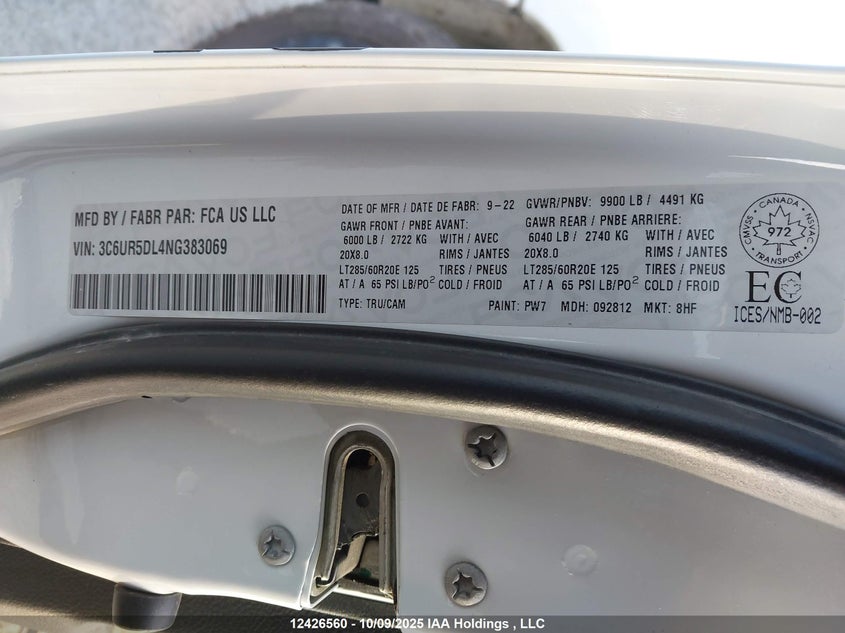 MFD BY / FABR PAR: FCA US LLC
VIN: 3C6UR5DL4NG383069
DATE OF MFR / DATE DE FABR: 9-22 GVWR/PNBV: 9900 LB / 4491 KG
GAWR FRONT / PNBE AVANT: GAWR REAR / PNBE ARRIERE:
6000 LB / 2722 KG WITH / AVEC 6040 LB / 2740 KG WITH / AVEC
20X8.0 RIMS / JANTES 20X8.0 RIMS / JANTES
LT285/60R20E 125 TIRES / PNEUS LT285/60R20E 125 TIRES / PNEUS
AT / A 65 PSI LB/PO² COLD / FROID AT / A 65 PSI LB/PO² COLD / FROID
TYPE: TRU/CAM PAINT: PW7 MDH: 092812 MKT: 8HF
CMVSS · CANADA · NSVAC
972
TRANSPORT
EC
ICES/NMB-002
12426560 - 10/09/2025 IAA Holdings , LLC